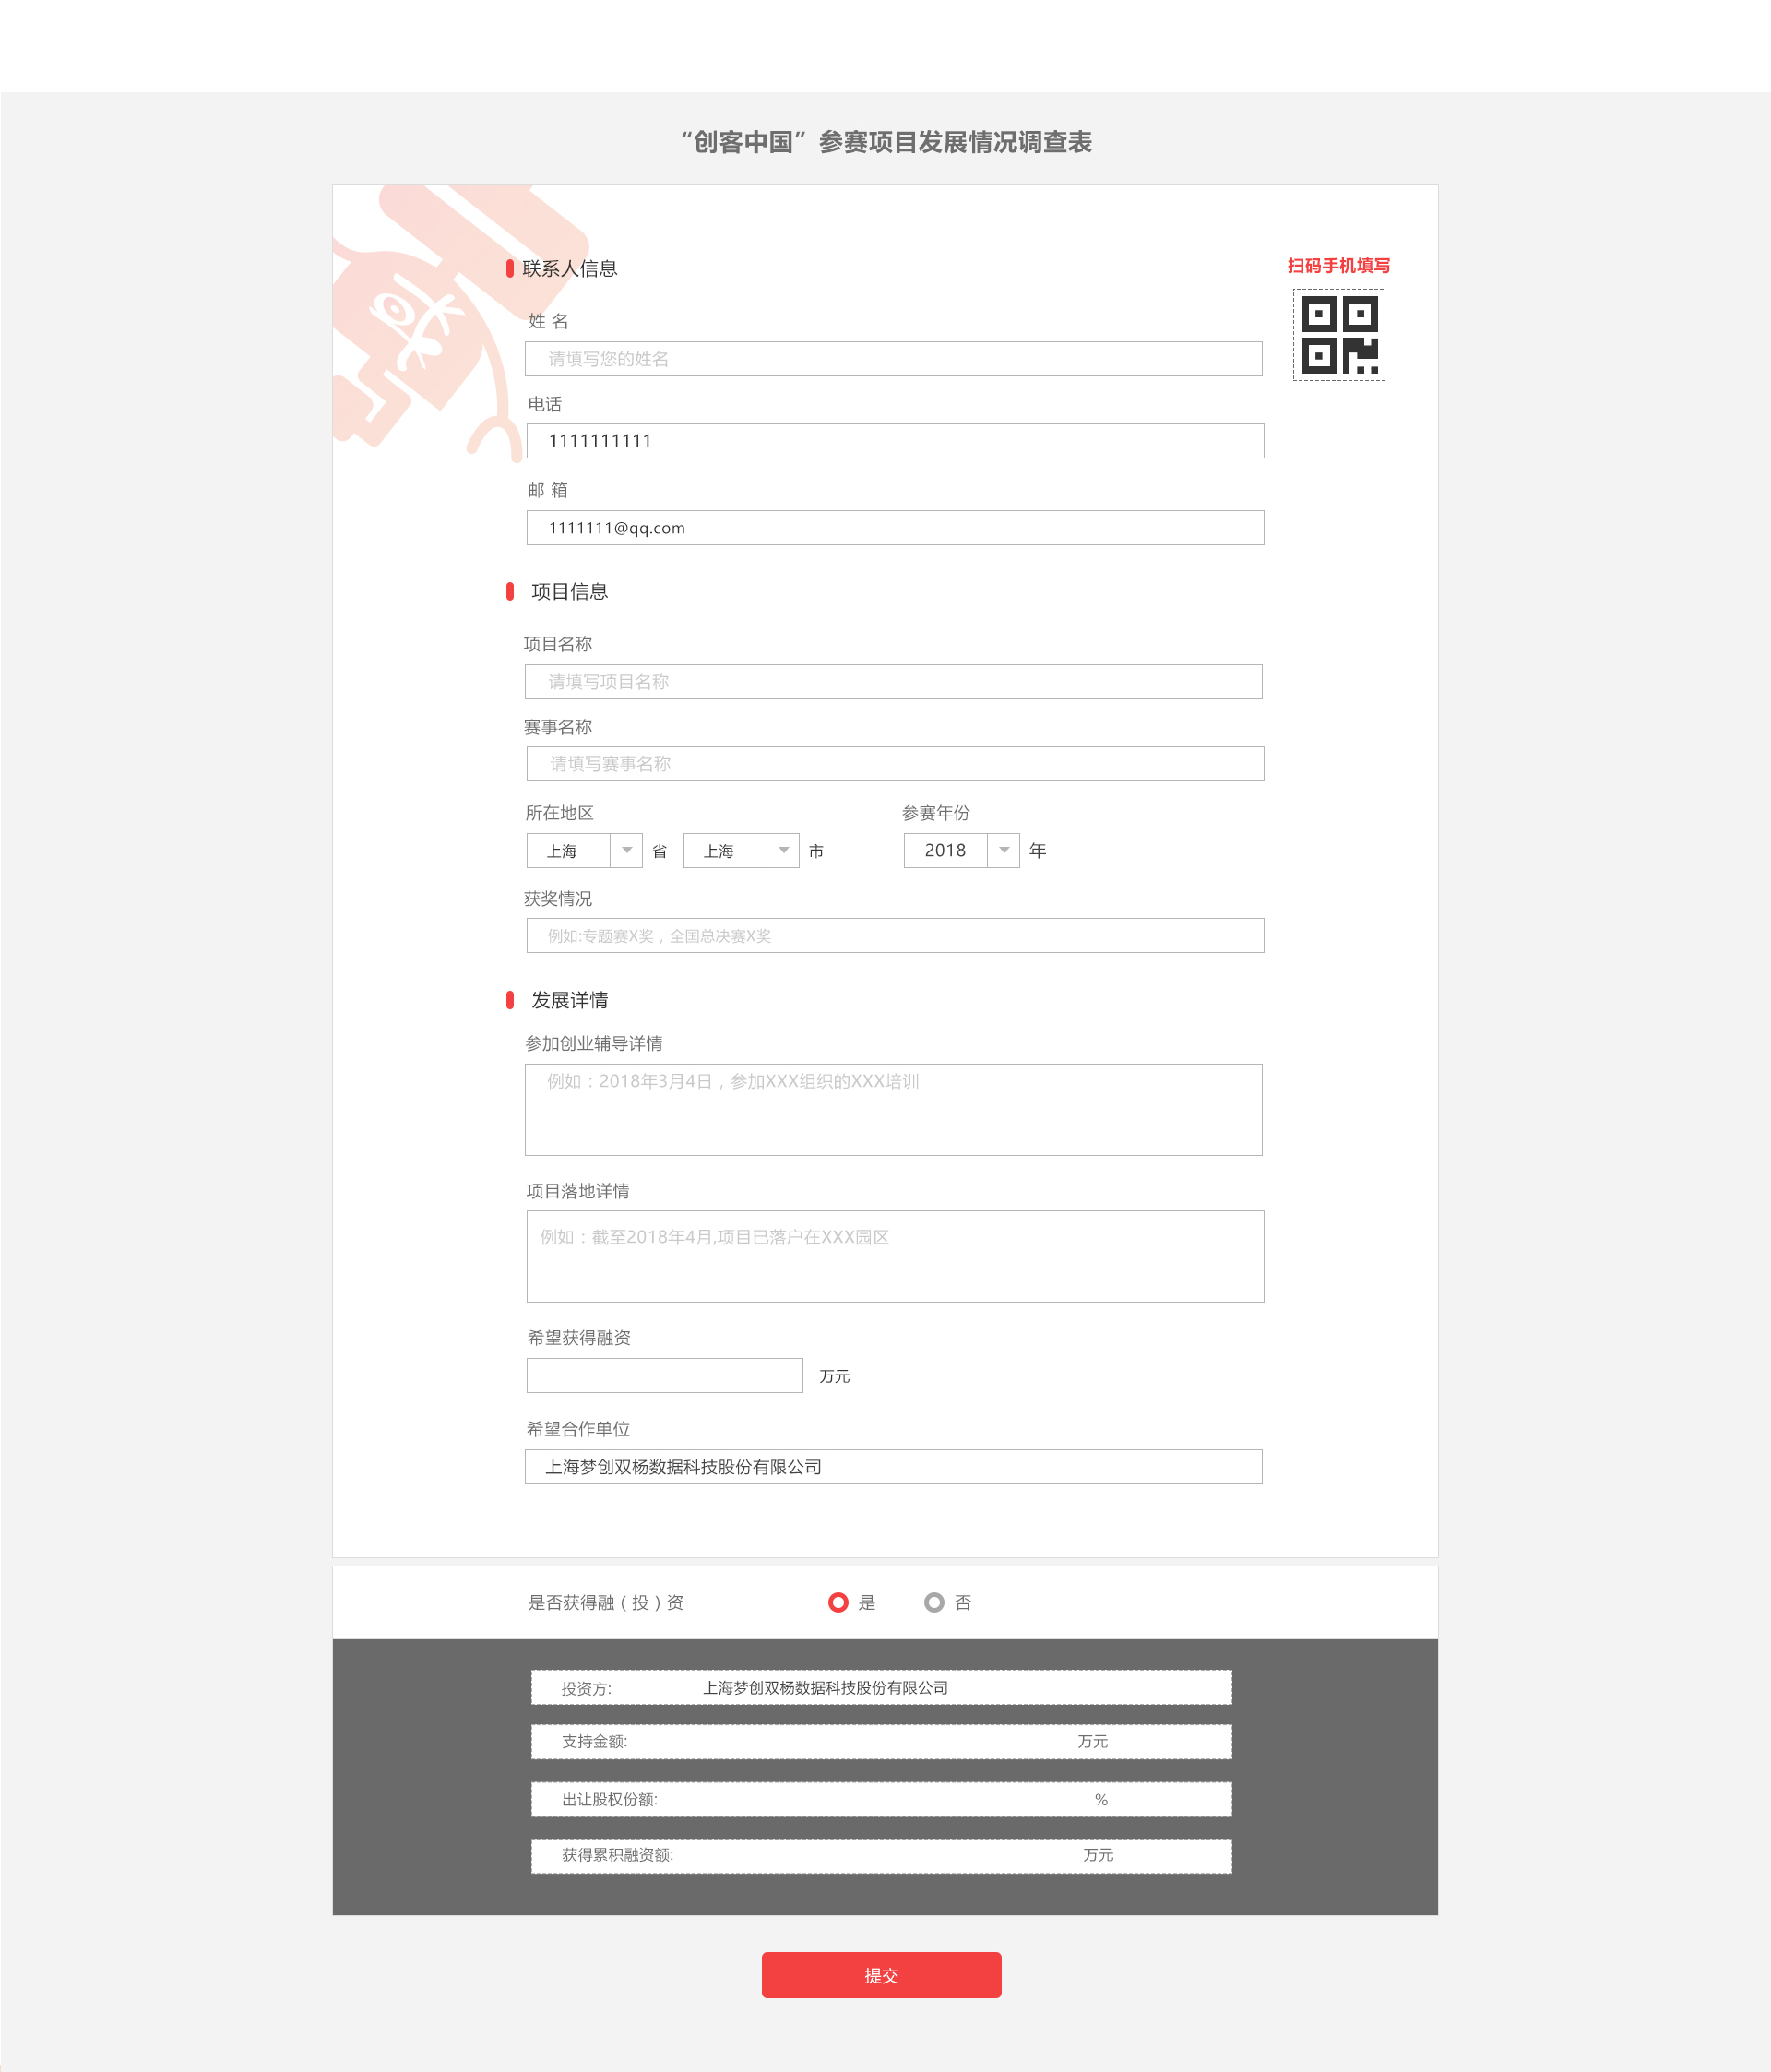 “创客中国”参赛项目发展情况调查表
联系人信息
扫码手机填写
姓 名
请填写您的姓名
电话
1111111111
邮 箱
1111111@qq.com
项目信息
项目名称
请填写项目名称
赛事名称
请填写赛事名称
所在地区 参赛年份
上海 省 上海 市 2018 年
获奖情况
例如:专题赛X奖，全国总决赛X奖
发展详情
参加创业辅导详情
例如：2018年3月4日，参加XXX组织的XXX培训
项目落地详情
例如：截至2018年4月,项目已落户在XXX园区
希望获得融资
万元
希望合作单位
上海梦创双杨数据科技股份有限公司
是否获得融（投）资 是 否
投资方: 上海梦创双杨数据科技股份有限公司
支持金额: 万元
出让股权份额: %
获得累积融资额: 万元
提交